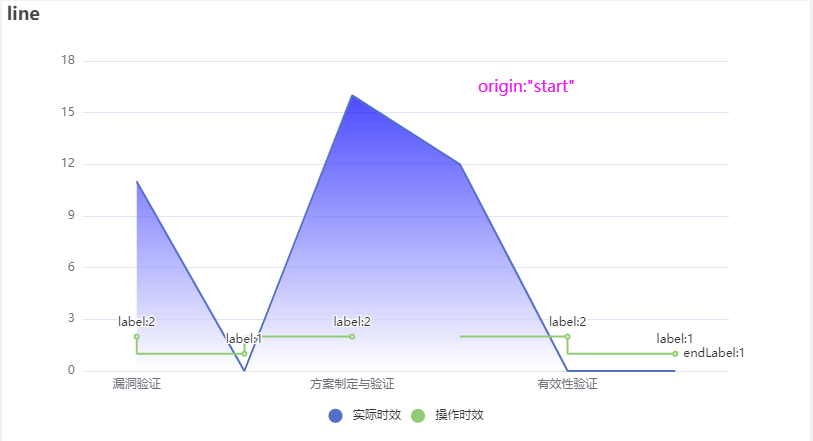 line
origin:"start"
18
15
12
9
6
3
0
label:2
label:1
label:2
label:2
label:1
endLabel:1
漏洞验证
方案制定与验证
有效性验证
实际时效
操作时效